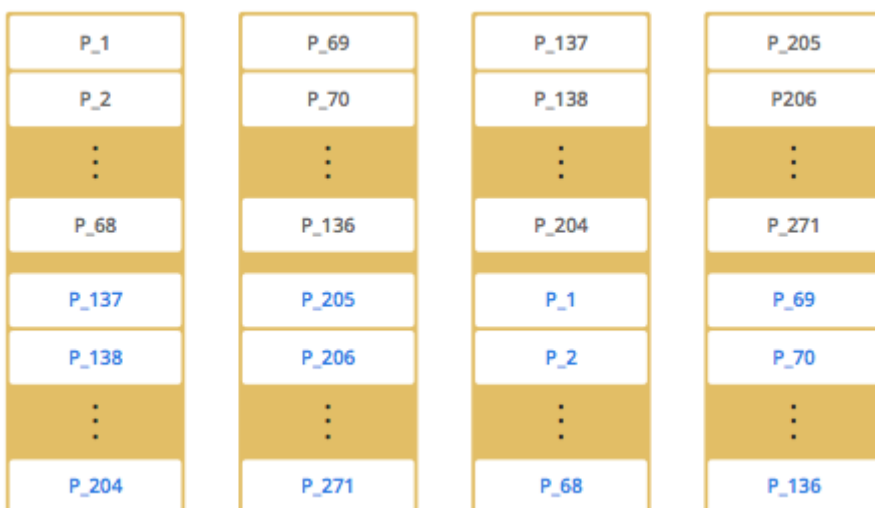 P_1 P_69 P_137 P_205
P_2 P_70 P_138 P206
P_68 P_136 P_204 P_271
P_137 P_205 P_1 P_69
P_138 P_206 P_2 P_70
P_204 P_271 P_68 P_136